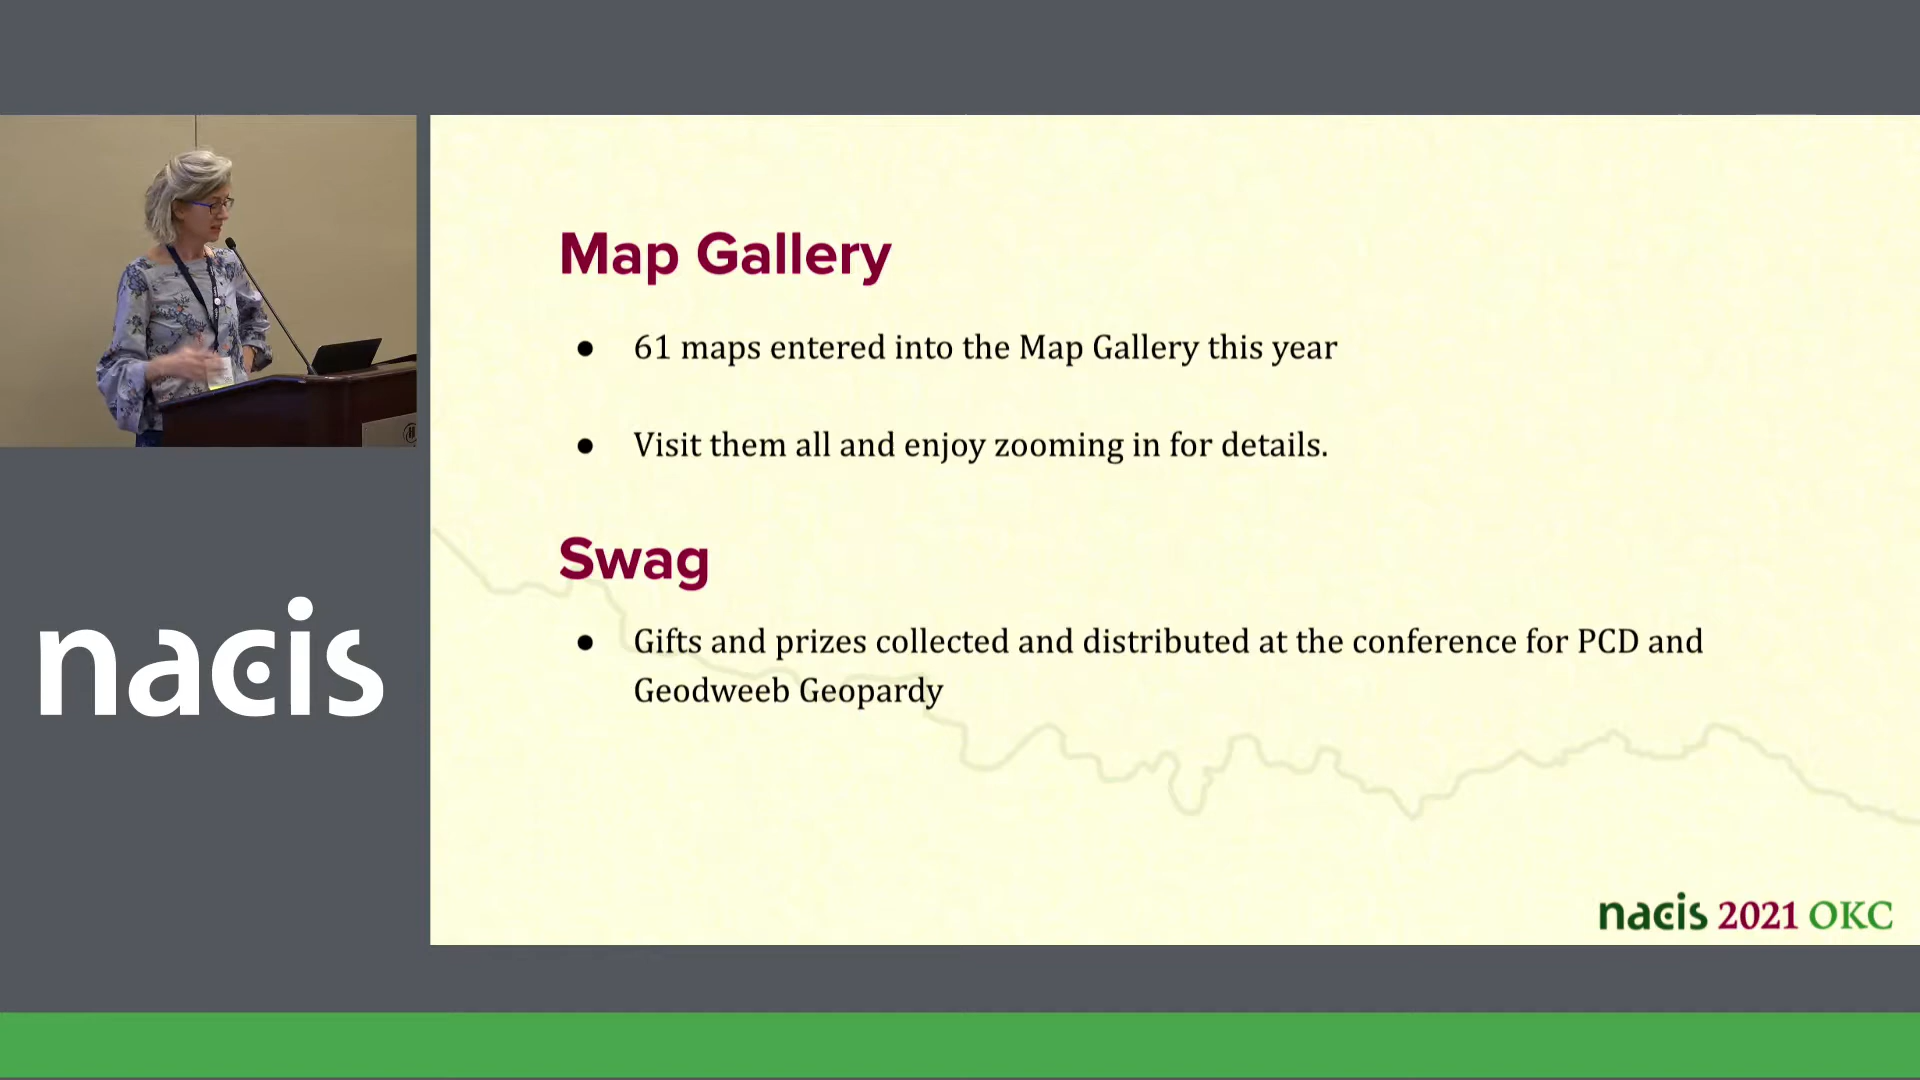 Map Gallery
● 61 maps entered into the Map Gallery this year
● Visit them all and enjoy zooming in for details.
Swag
● Gifts and prizes collected and distributed at the conference for PCD and
Geodweeb Geopardy
nacis
nacis 2021 OKC